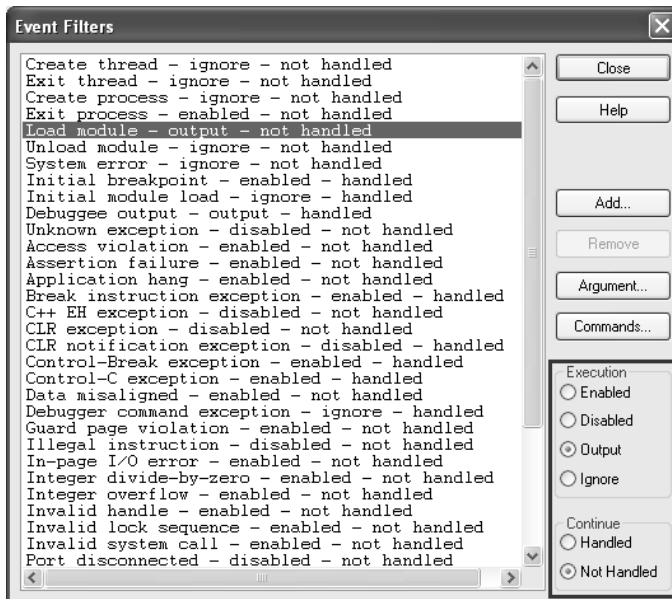 Event Filters
Create thread - ignore - not handled
Exit thread - ignore - not handled
Create process - ignore - not handled
Exit process - enabled - not handled
Load module - output - not handled
Unload module - ignore - not handled
System error - ignore - not handled
Initial breakpoint - enabled - handled
Initial module load - ignore - handled
Debuggee output - output - handled
Unknown exception - disabled - not handled
Access violation - enabled - not handled
Assertion failure - enabled - not handled
Application hang - enabled - not handled
Break instruction exception - enabled - handled
C++ EH exception - disabled - not handled
CLR exception - disabled - not handled
CLR notification exception - disabled - handled
Control-Break exception - enabled - handled
Control-C exception - enabled - handled
Data misaligned - enabled - not handled
Debugger command exception - ignore - handled
Guard page violation - enabled - not handled
Illegal instruction - disabled - not handled
In-page I/O error - enabled - not handled
Integer divide-by-zero - enabled - not handled
Integer overflow - enabled - not handled
Invalid handle - enabled - not handled
Invalid lock sequence - enabled - not handled
Invalid system call - enabled - not handled
Port disconnected - disabled - not handled
Close
Help
Add...
Remove
Argument...
Commands...
Execution
Enabled
Disabled
Output
Ignore
Continue
Handled
Not Handled